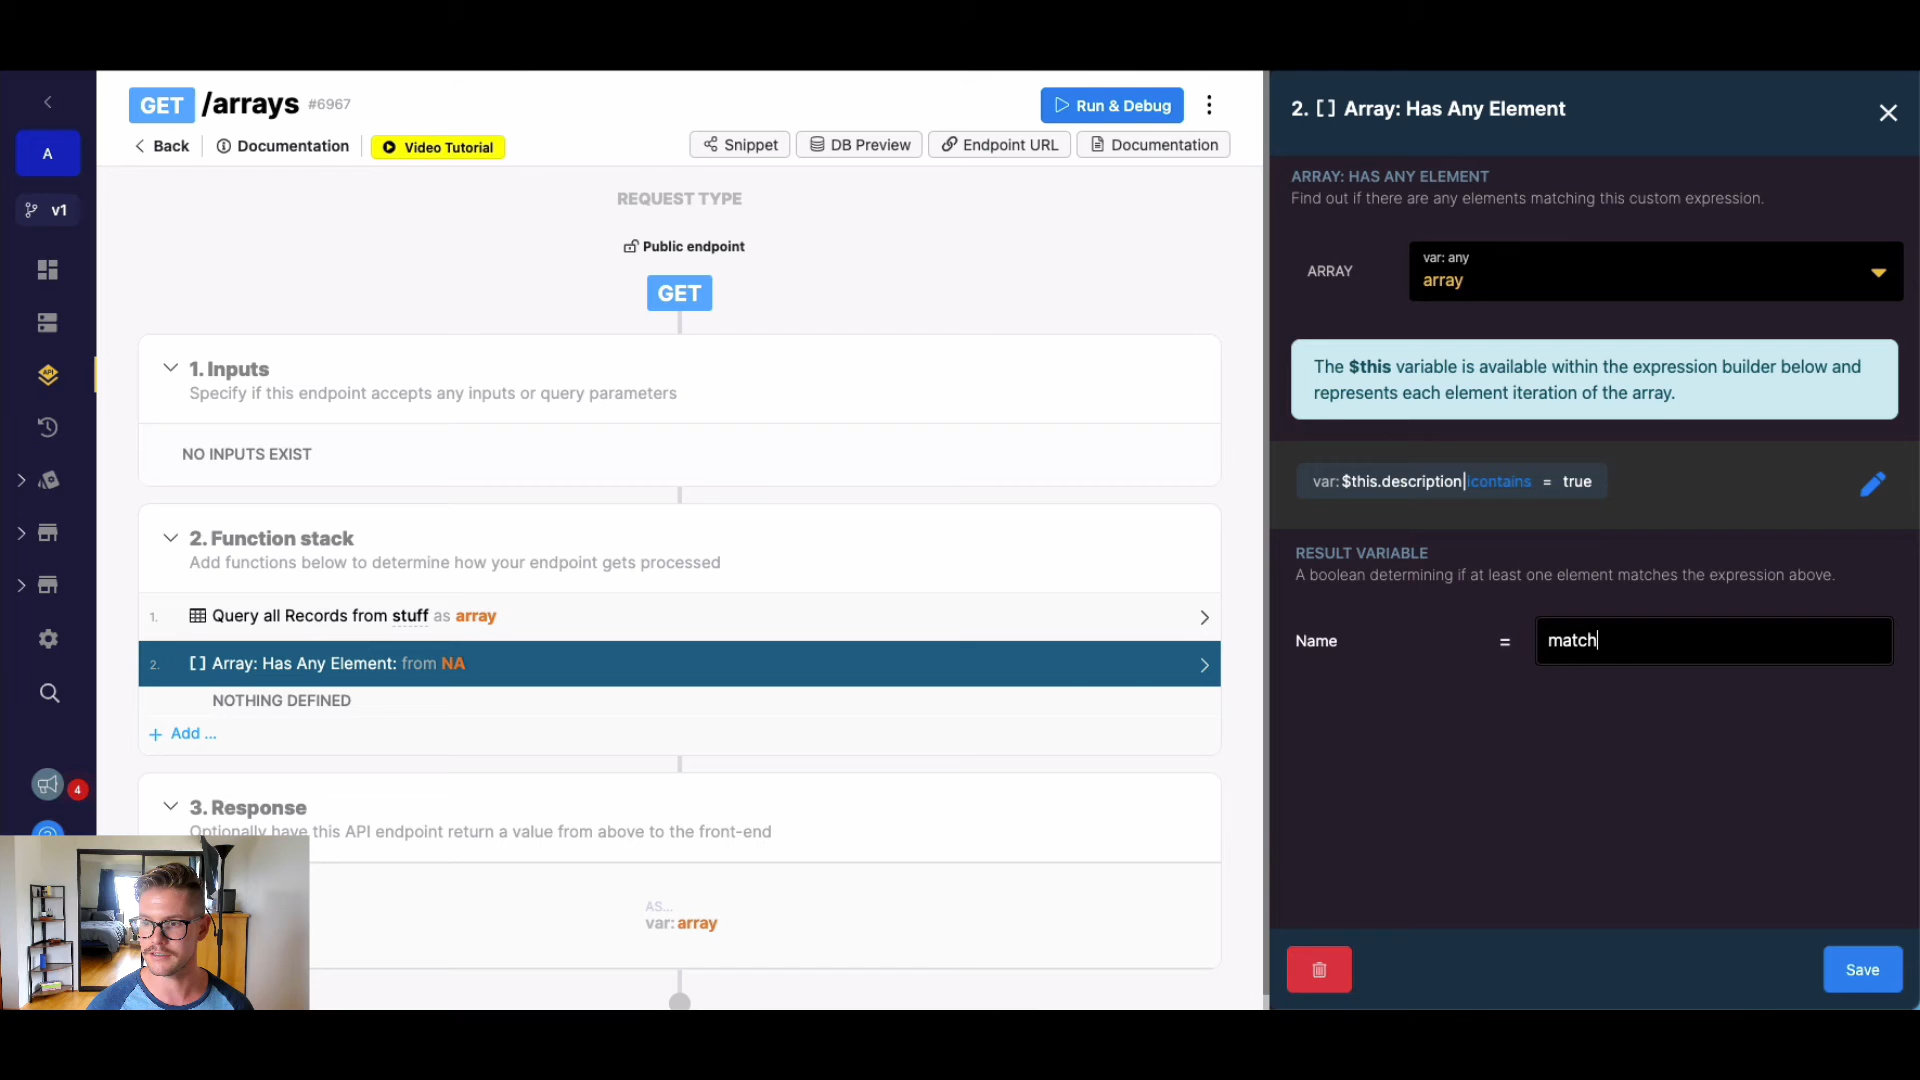 GET /arrays #6967
Run & Debug
Back
Documentation
Video Tutorial
Snippet
DB Preview
Endpoint URL
Documentation
A
v1
API
4
REQUEST TYPE
Public endpoint
GET
1. Inputs
Specify if this endpoint accepts any inputs or query parameters
NO INPUTS EXIST
2. Function stack
Add functions below to determine how your endpoint gets processed
1. Query all Records from stuff as array
2. [ ] Array: Has Any Element: from NA
NOTHING DEFINED
+ Add ...
3. Response
Optionally have this API endpoint return a value from above to the front-end
AS...
var: array
2. [ ] Array: Has Any Element
ARRAY: HAS ANY ELEMENT
Find out if there are any elements matching this custom expression.
ARRAY
var: any
array
The $this variable is available within the expression builder below and
represents each element iteration of the array.
var: $this.description|icontains = true
RESULT VARIABLE
A boolean determining if at least one element matches the expression above.
Name = match
Save